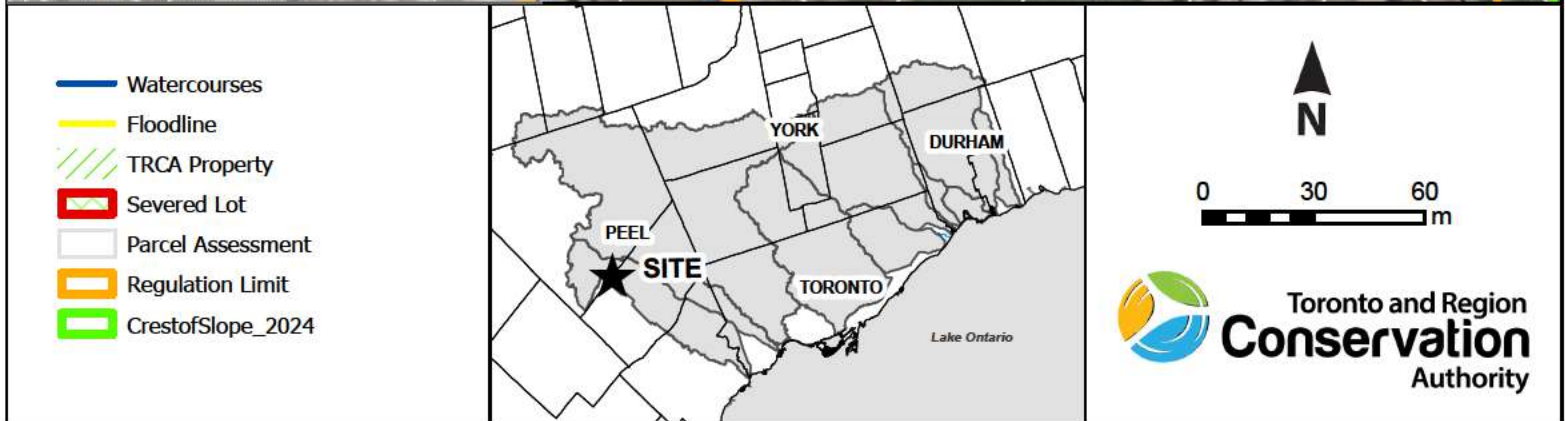 Watercourses
Floodline
TRCA Property
Severed Lot
Parcel Assessment
Regulation Limit
CrestofSlope_2024
YORK
DURHAM
PEEL
SITE
TORONTO
Lake Ontario
N
0 30 60
m
Toronto and Region
Conservation
Authority